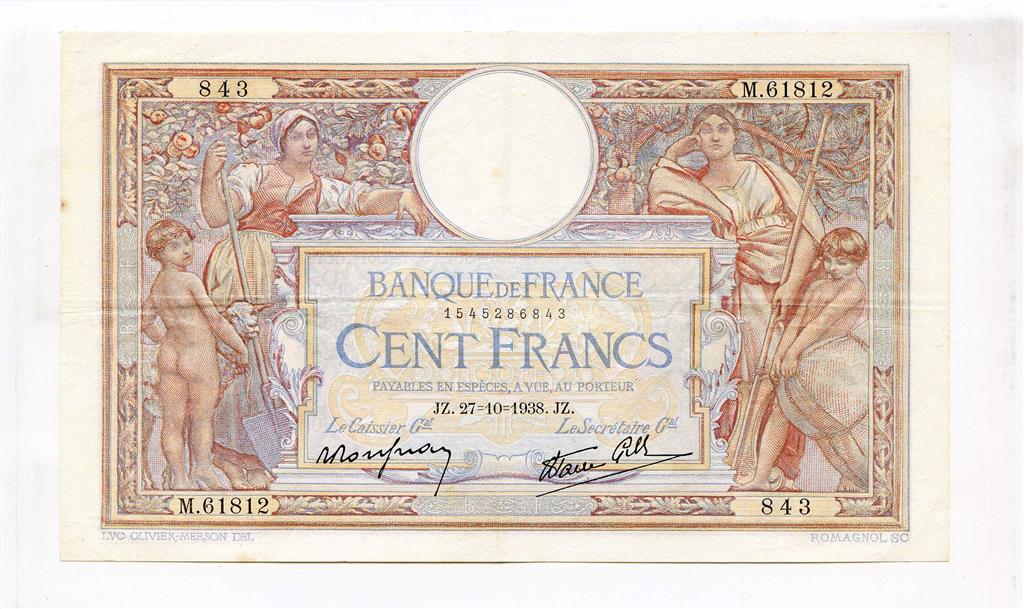 843 M.61812
BANQUE DE FRANCE
1545286843
CENT FRANCS
PAYABLES EN ESPÈCES, A VUE, AU PORTEUR
JZ. 27=10=1938. JZ.
Le Caissier Gal Le Secrétaire Gal
M.61812 843
LVC OLIVIER-MERSON DEL ROMAGNOL SC